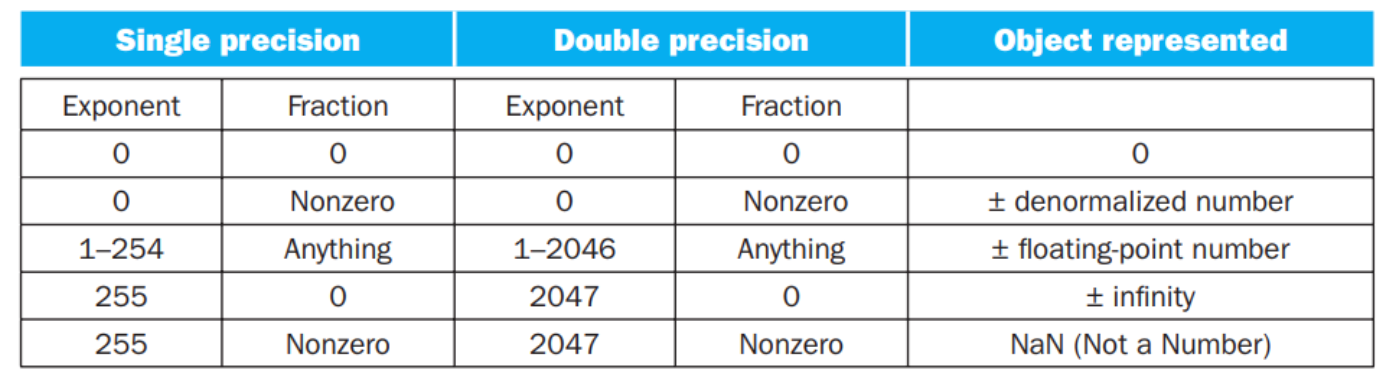 Single precision Double precision Object represented
Exponent Fraction Exponent Fraction
0 0 0 0 0
0 Nonzero 0 Nonzero ± denormalized number
1–254 Anything 1–2046 Anything ± floating-point number
255 0 2047 0 ± infinity
255 Nonzero 2047 Nonzero NaN (Not a Number)